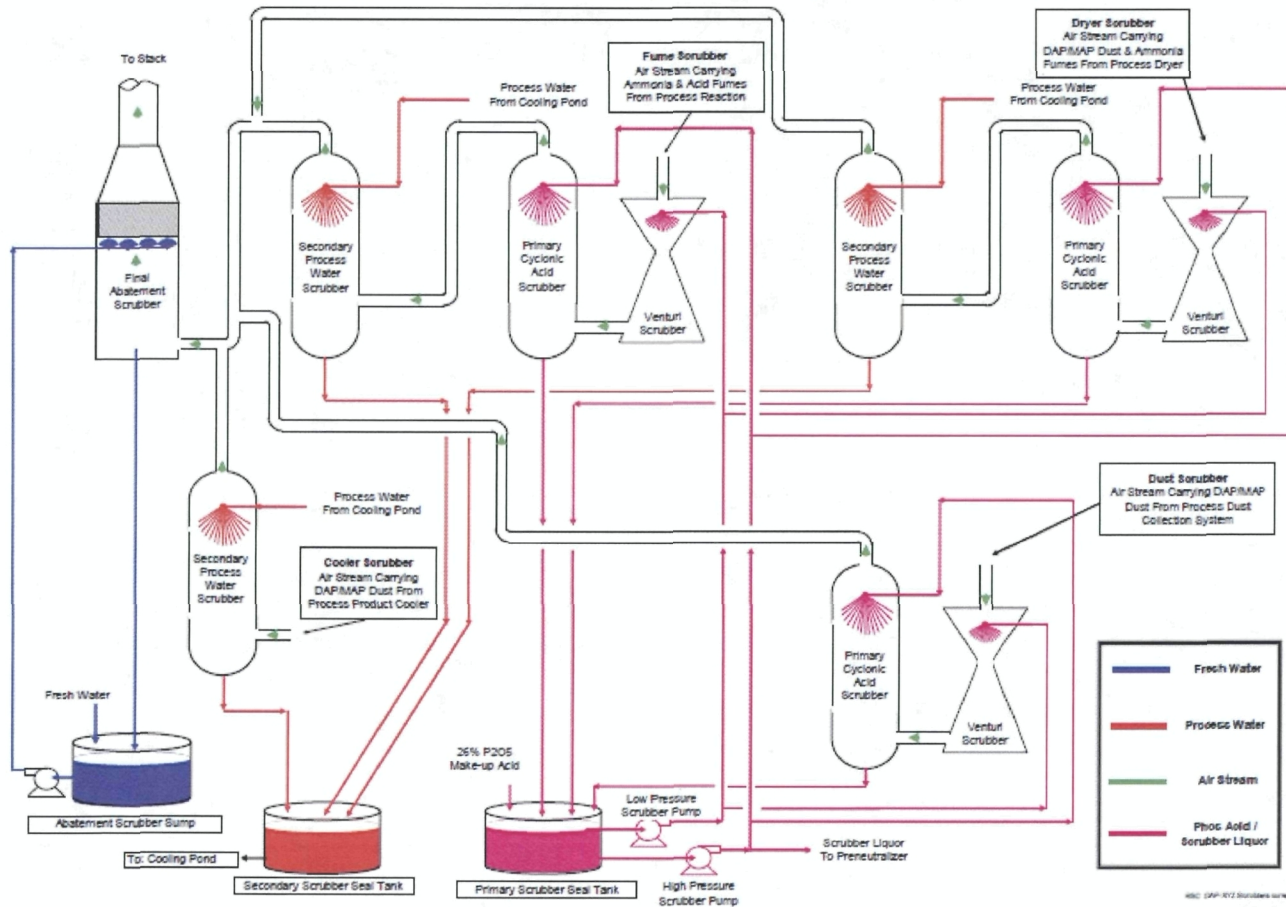 To Stack
Final
Abatement
Scrubber
Fresh Water
Abatement Scrubber Sump
Process Water
From Cooling Pond
Secondary
Process
Water
Scrubber
Primary
Cyclonic
Acid
Scrubber
Fume Scrubber
Air Stream Carrying
Ammonia & Acid Fumes
From Process Reaction
Venturi
Scrubber
Process Water
From Cooling Pond
Secondary
Process
Water
Scrubber
Dryer Scrubber
Air Stream Carrying
DAP/MAP Dust & Ammonia
Fumes From Process Dryer
Primary
Cyclonic
Acid
Scrubber
Venturi
Scrubber
Process Water
From Cooling Pond
Secondary
Process
Water
Scrubber
Cooler Scrubber
Air Stream Carrying
DAP/MAP Dust From
Process Product Cooler
Dust Scrubber
Air Stream Carrying DAP/MAP
Dust From Process Dust
Collection System
Primary
Cyclonic
Acid
Scrubber
Venturi
Scrubber
26% P2O5
Make-up Acid
Low Pressure
Scrubber Pump
High Pressure
Scrubber Pump
Scrubber Liquor
To Preneutralizer
To: Cooling Pond
Secondary Scrubber Seal Tank
Primary Scrubber Seal Tank
Fresh Water
Process Water
Air Stream
Phos Acid /
Scrubber Liquor